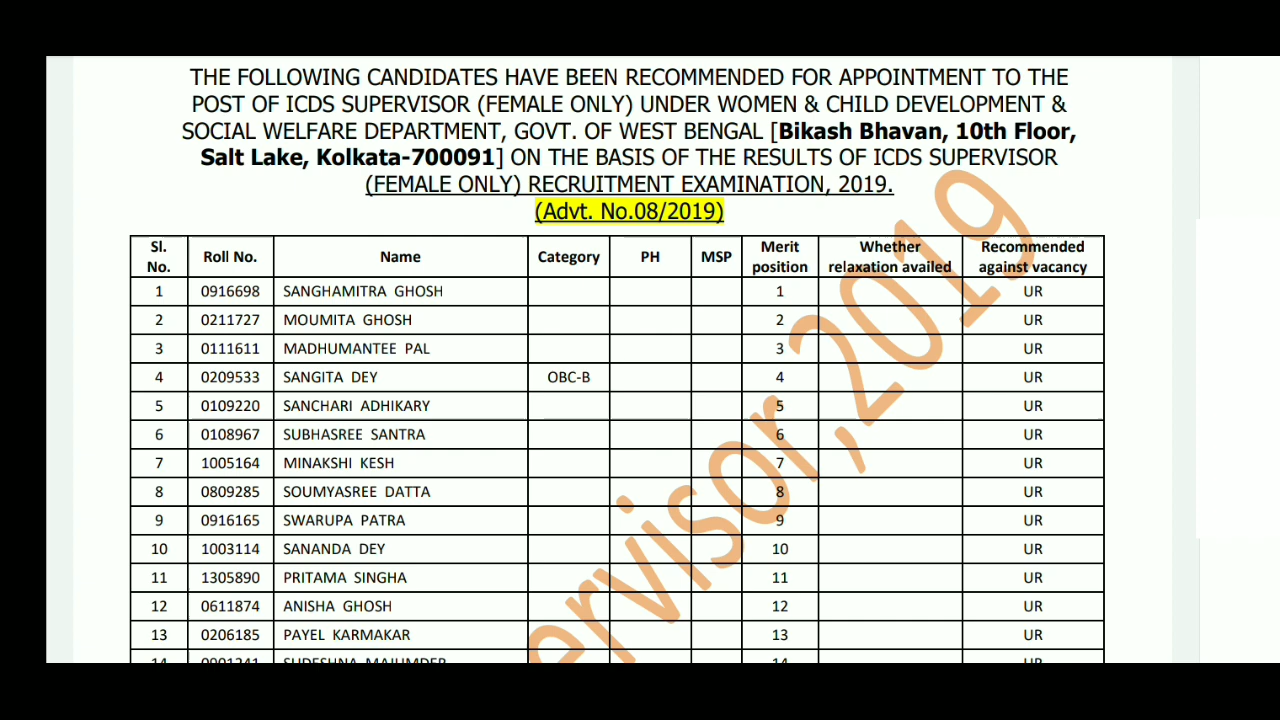 THE FOLLOWING CANDIDATES HAVE BEEN RECOMMENDED FOR APPOINTMENT TO THE
POST OF ICDS SUPERVISOR (FEMALE ONLY) UNDER WOMEN & CHILD DEVELOPMENT &
SOCIAL WELFARE DEPARTMENT, GOVT. OF WEST BENGAL [Bikash Bhavan, 10th Floor,
Salt Lake, Kolkata-700091] ON THE BASIS OF THE RESULTS OF ICDS SUPERVISOR
(FEMALE ONLY) RECRUITMENT EXAMINATION, 2019.
(Advt. No.08/2019)
Sl. No. Roll No. Name Category PH MSP Merit position Whether relaxation availed Recommended against vacancy
1 0916698 SANGHAMITRA GHOSH 1 UR
2 0211727 MOUMITA GHOSH 2 UR
3 0111611 MADHUMANTEE PAL 3 UR
4 0209533 SANGITA DEY OBC-B 4 UR
5 0109220 SANCHARI ADHIKARY 5 UR
6 0108967 SUBHASREE SANTRA 6 UR
7 1005164 MINAKSHI KESH 7 UR
8 0809285 SOUMYASREE DATTA 8 UR
9 0916165 SWARUPA PATRA 9 UR
10 1003114 SANANDA DEY 10 UR
11 1305890 PRITAMA SINGHA 11 UR
12 0611874 ANISHA GHOSH 12 UR
13 0206185 PAYEL KARMAKAR 13 UR
14 SUDESHNA MAJUMDER 14 UR
ervisor,2019